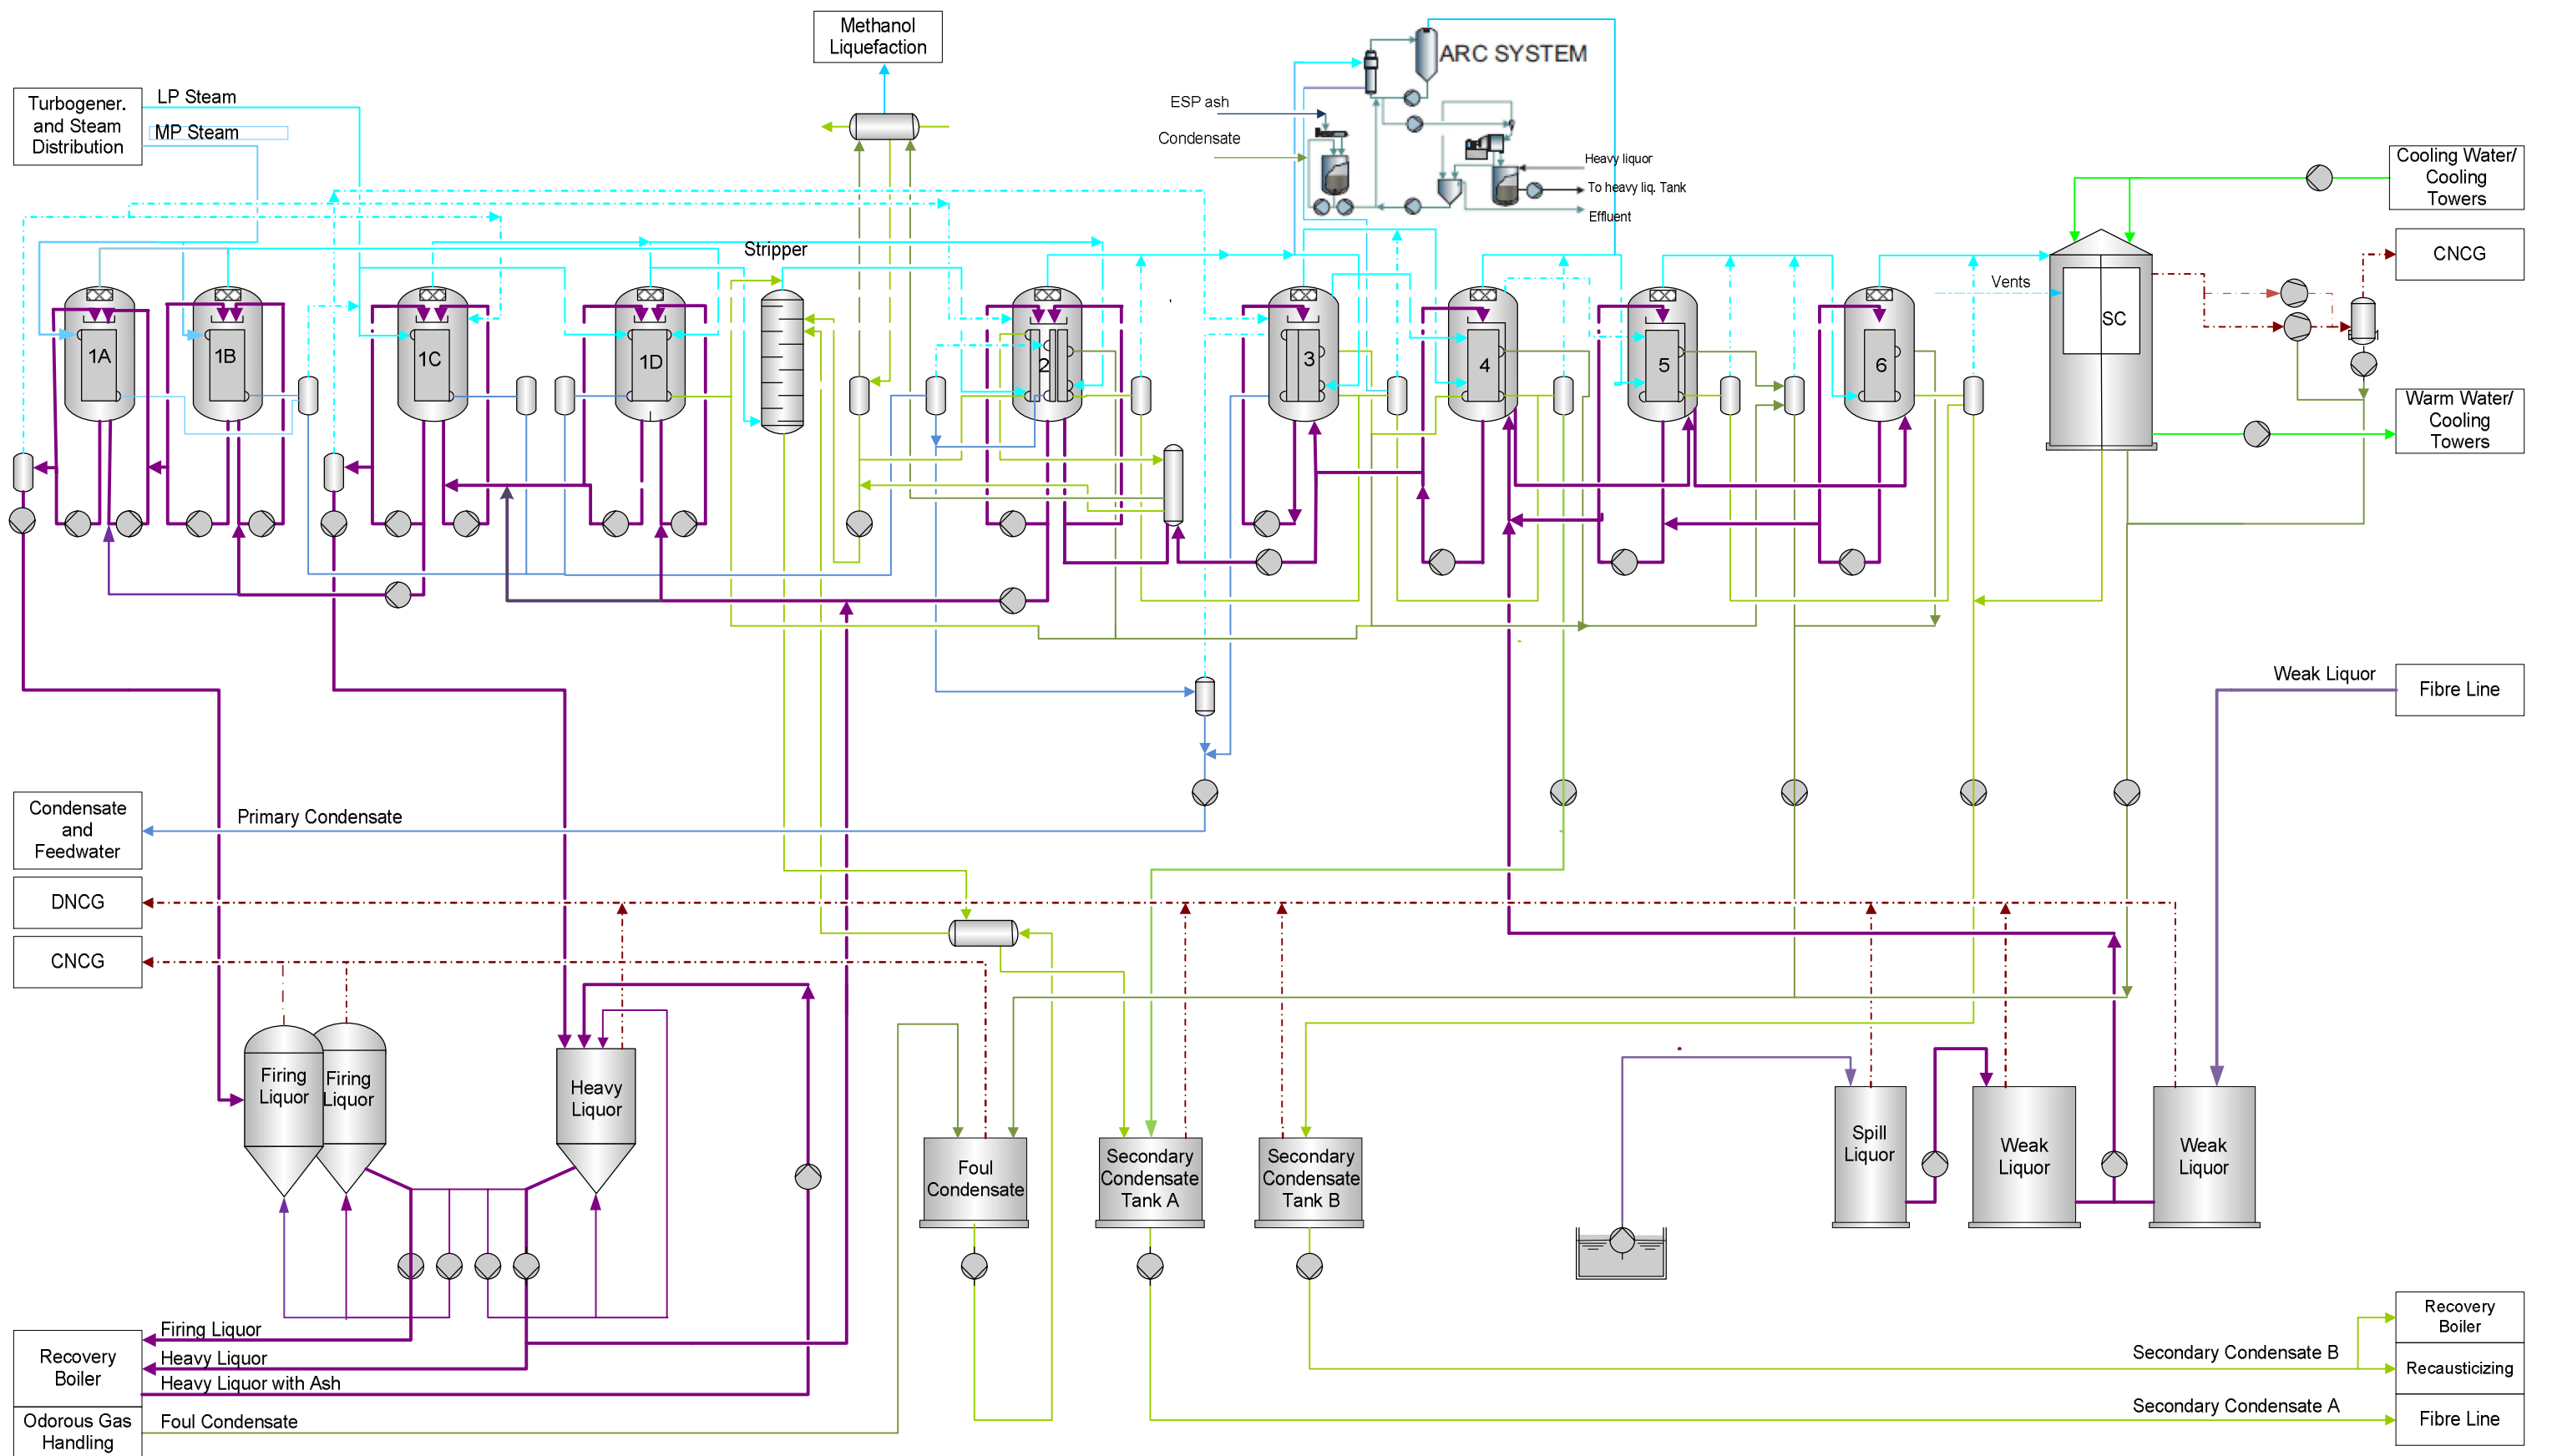 Methanol
Liquefaction
ARC SYSTEM
Turbogener.
and Steam
Distribution
LP Steam
MP Steam
ESP ash
Condensate
Heavy liquor
To heavy liq. Tank
Effluent
Cooling Water/
Cooling
Towers
CNCG
Stripper
Vents
SC
1A
1B
1C
1D
2
3
4
5
6
Warm Water/
Cooling
Towers
Weak Liquor
Fibre Line
Condensate
and
Feedwater
Primary Condensate
DNCG
CNCG
Firing
Liquor
Firing
Liquor
Heavy
Liquor
Foul
Condensate
Secondary
Condensate
Tank A
Secondary
Condensate
Tank B
Spill
Liquor
Weak
Liquor
Weak
Liquor
Recovery
Boiler
Firing Liquor
Heavy Liquor
Heavy Liquor with Ash
Odorous Gas
Handling
Foul Condensate
Secondary Condensate B
Secondary Condensate A
Recovery
Boiler
Recausticizing
Fibre Line